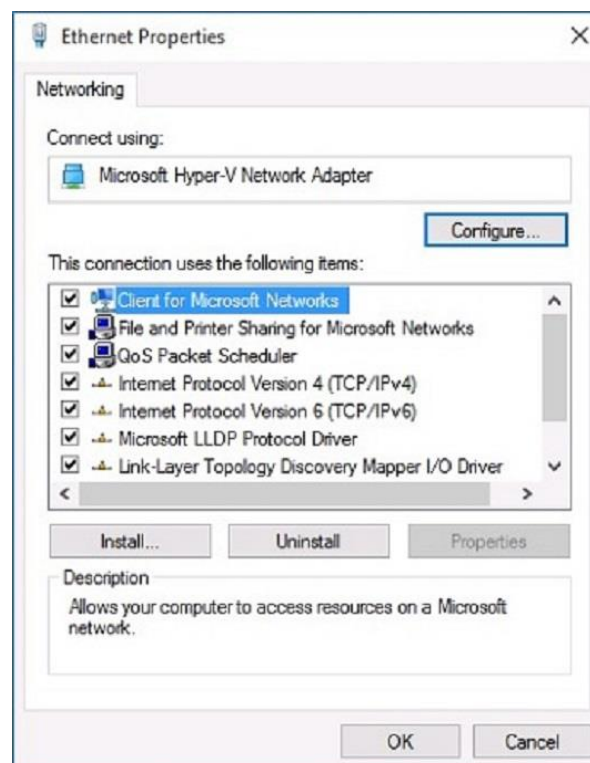 Ethernet Properties
Networking
Connect using:
Microsoft Hyper-V Network Adapter
Configure...
This connection uses the following items:
Client for Microsoft Networks
File and Printer Sharing for Microsoft Networks
QoS Packet Scheduler
Internet Protocol Version 4 (TCP/IPv4)
Internet Protocol Version 6 (TCP/IPv6)
Microsoft LLDP Protocol Driver
Link-Layer Topology Discovery Mapper I/O Driver
Install... Uninstall Properties
Description
Allows your computer to access resources on a Microsoft
network.
OK Cancel